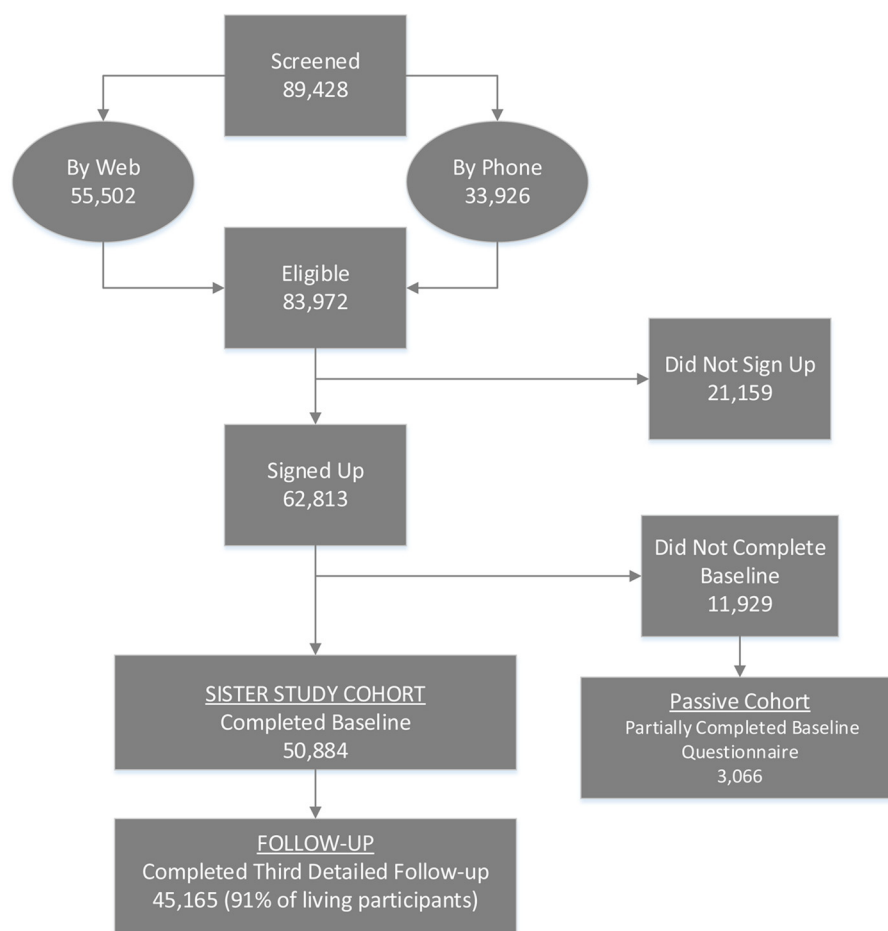 Screened
89,428
By Web
55,502
By Phone
33,926
Eligible
83,972
Did Not Sign Up
21,159
Signed Up
62,813
Did Not Complete
Baseline
11,929
SISTER STUDY COHORT
Completed Baseline
50,884
Passive Cohort
Partially Completed Baseline
Questionnaire
3,066
FOLLOW-UP
Completed Third Detailed Follow-up
45,165 (91% of living participants)